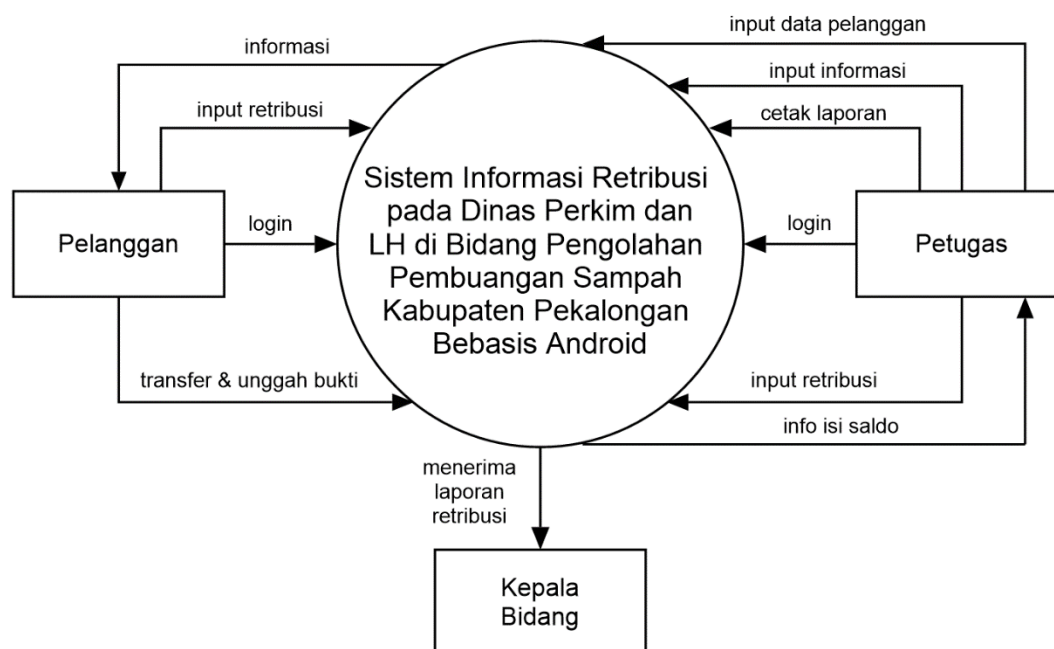 input data pelanggan
informasi
input informasi
input retribusi
cetak laporan
Sistem Informasi Retribusi
pada Dinas Perkim dan
LH di Bidang Pengolahan
Pembuangan Sampah
Kabupaten Pekalongan
Bebasis Android
Pelanggan
login
login
Petugas
transfer & unggah bukti
input retribusi
info isi saldo
menerima
laporan
retribusi
Kepala
Bidang